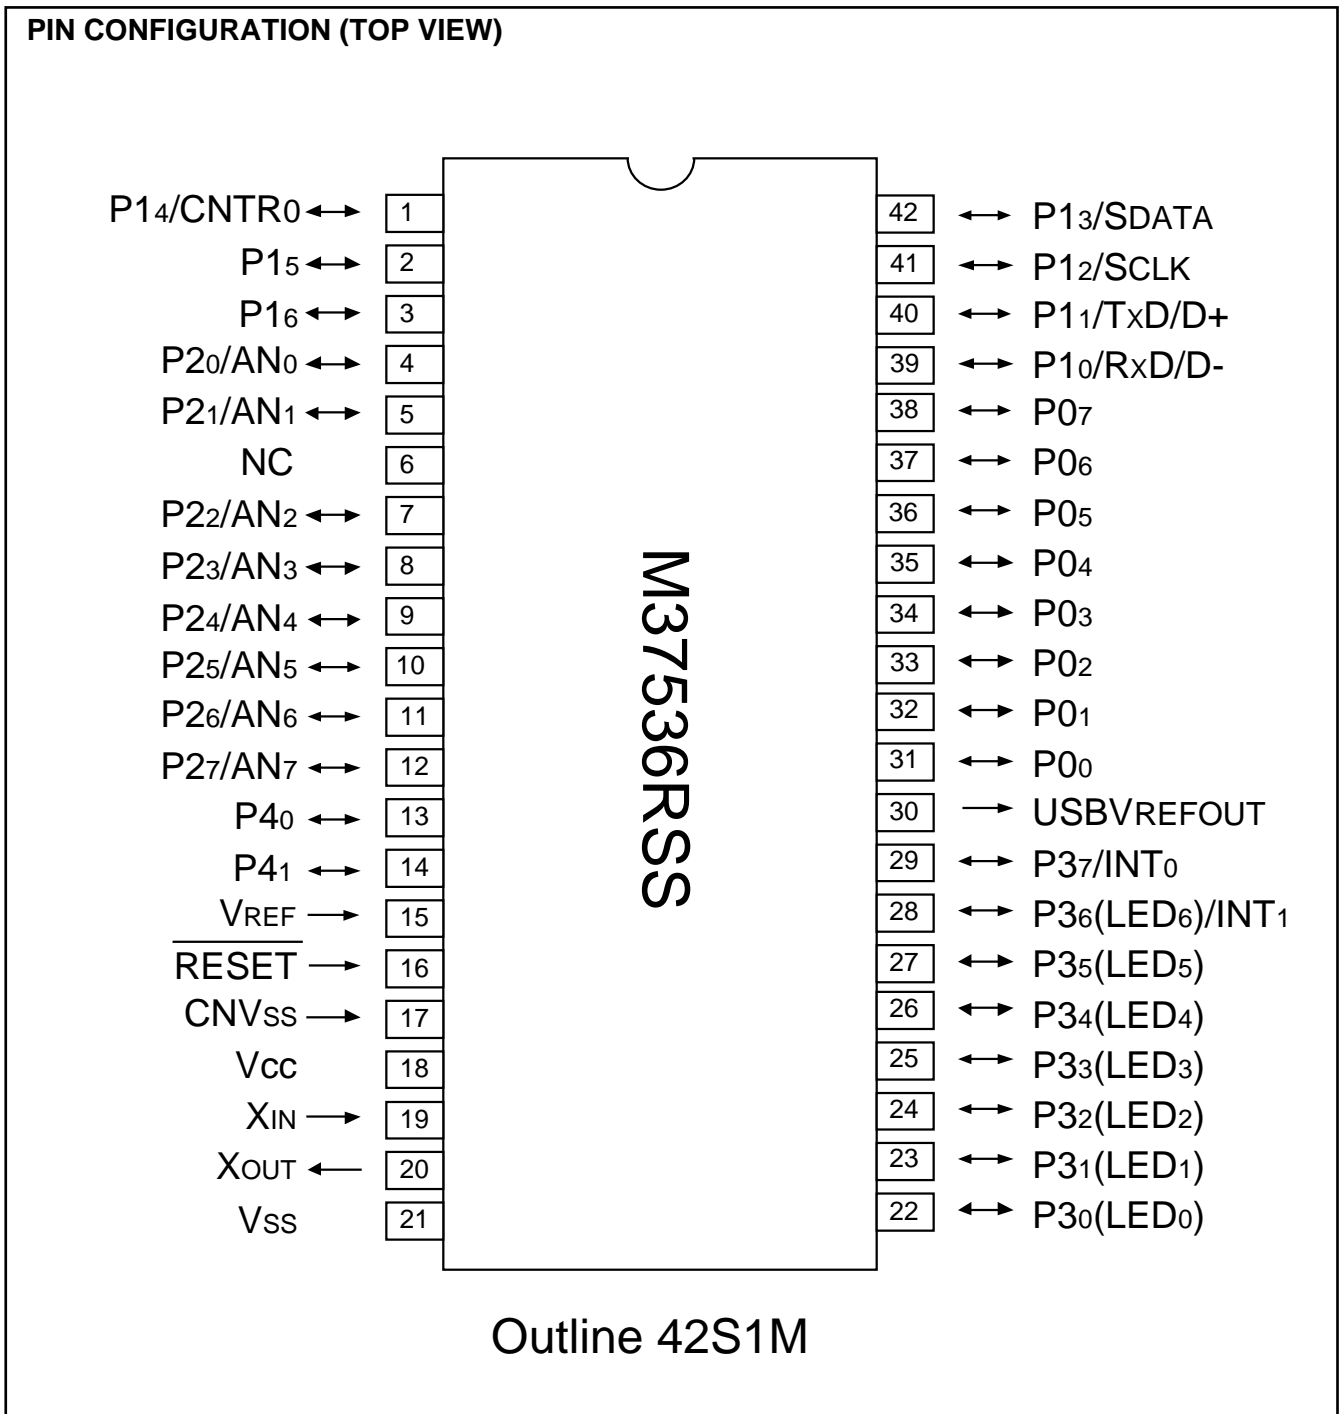 PIN CONFIGURATION (TOP VIEW)
P14/CNTR0 1
P15 2
P16 3
P20/AN0 4
P21/AN1 5
NC 6
P22/AN2 7
P23/AN3 8
P24/AN4 9
P25/AN5 10
P26/AN6 11
P27/AN7 12
P40 13
P41 14
VREF 15
RESET 16
CNVSS 17
VCC 18
XIN 19
XOUT 20
VSS 21
M37536RSS
42 P13/SDATA
41 P12/SCLK
40 P11/TXD/D+
39 P10/RXD/D-
38 P07
37 P06
36 P05
35 P04
34 P03
33 P02
32 P01
31 P00
30 USBVREFOUT
29 P37/INT0
28 P36(LED6)/INT1
27 P35(LED5)
26 P34(LED4)
25 P33(LED3)
24 P32(LED2)
23 P31(LED1)
22 P30(LED0)
Outline 42S1M